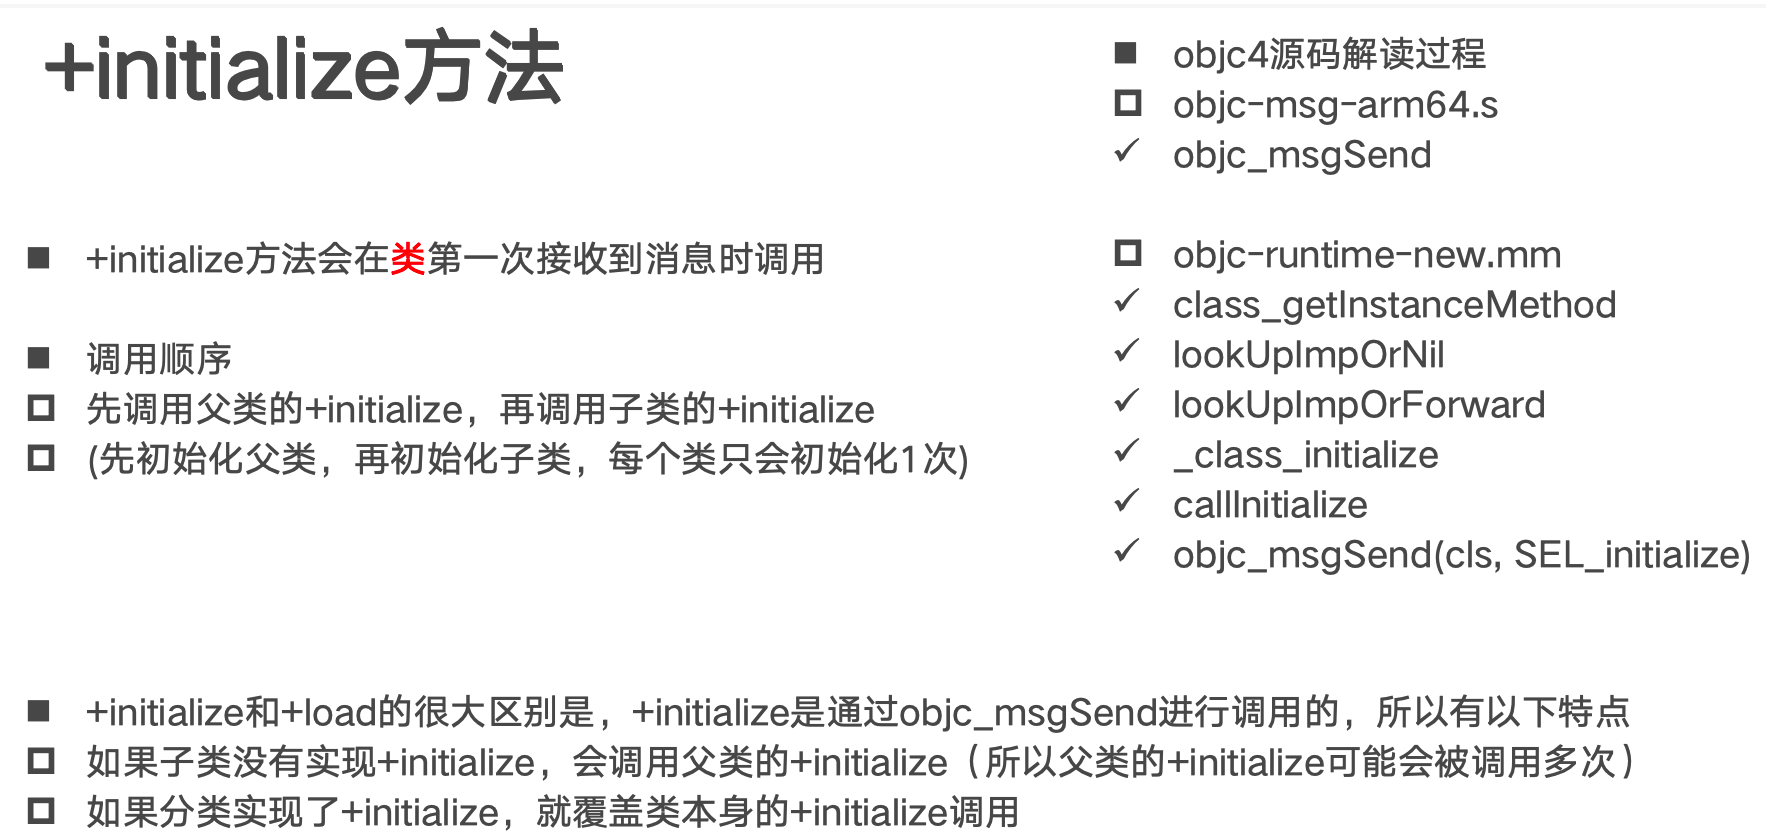 +initialize方法
+initialize方法会在类第一次接收到消息时调用
调用顺序
先调用父类的+initialize，再调用子类的+initialize
(先初始化父类，再初始化子类，每个类只会初始化1次)
objc4源码解读过程
objc-msg-arm64.s
objc_msgSend
objc-runtime-new.mm
class_getInstanceMethod
lookUpImpOrNil
lookUpImpOrForward
_class_initialize
callInitialize
objc_msgSend(cls, SEL_initialize)
+initialize和+load的很大区别是，+initialize是通过objc_msgSend进行调用的，所以有以下特点
如果子类没有实现+initialize，会调用父类的+initialize（所以父类的+initialize可能会被调用多次）
如果分类实现了+initialize，就覆盖类本身的+initialize调用